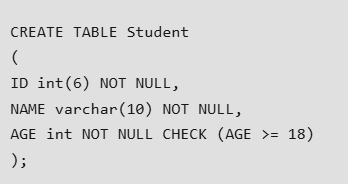 CREATE TABLE Student
(
ID int(6) NOT NULL,
NAME varchar(10) NOT NULL,
AGE int NOT NULL CHECK (AGE >= 18)
);